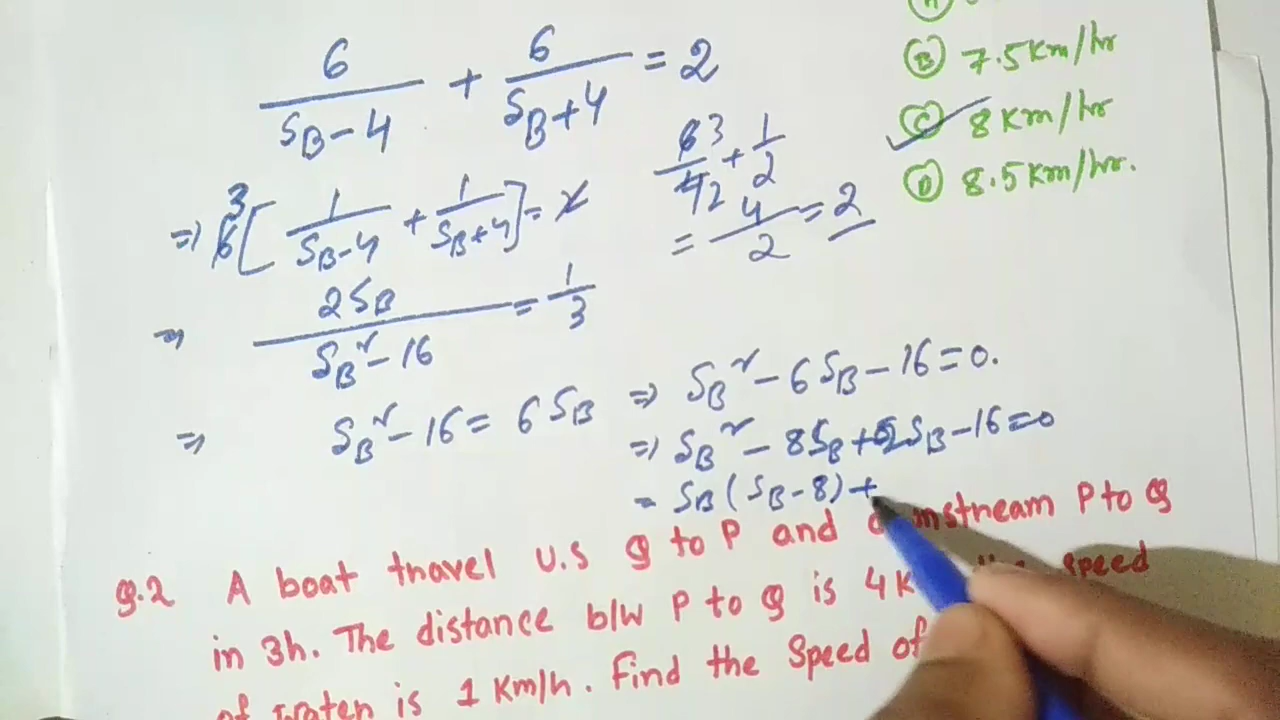 6/(S_B-4) + 6/(S_B+4) = 2
⇒ 6 3 [1/(S_B-4) + 1/(S_B+4)] = 2
6 3/4 2 + 1/2
= 4/2 = 2
⇒ 2S_B/(S_B²-16) = 1/3
⇒ S_B²-16 = 6S_B ⇒ S_B²-6S_B-16=0.
⇒ S_B²-8S_B+2S_B-16=0
= S_B(S_B-8)+
B 7.5 Km/hr
C 8 Km/hr
D 8.5 Km/hr.
Q.2 A boat travel U.S Q to P and downstream P to Q
in 3h. The distance b/w P to Q is 4K speed
of water is 1 Km/h. Find the Speed of